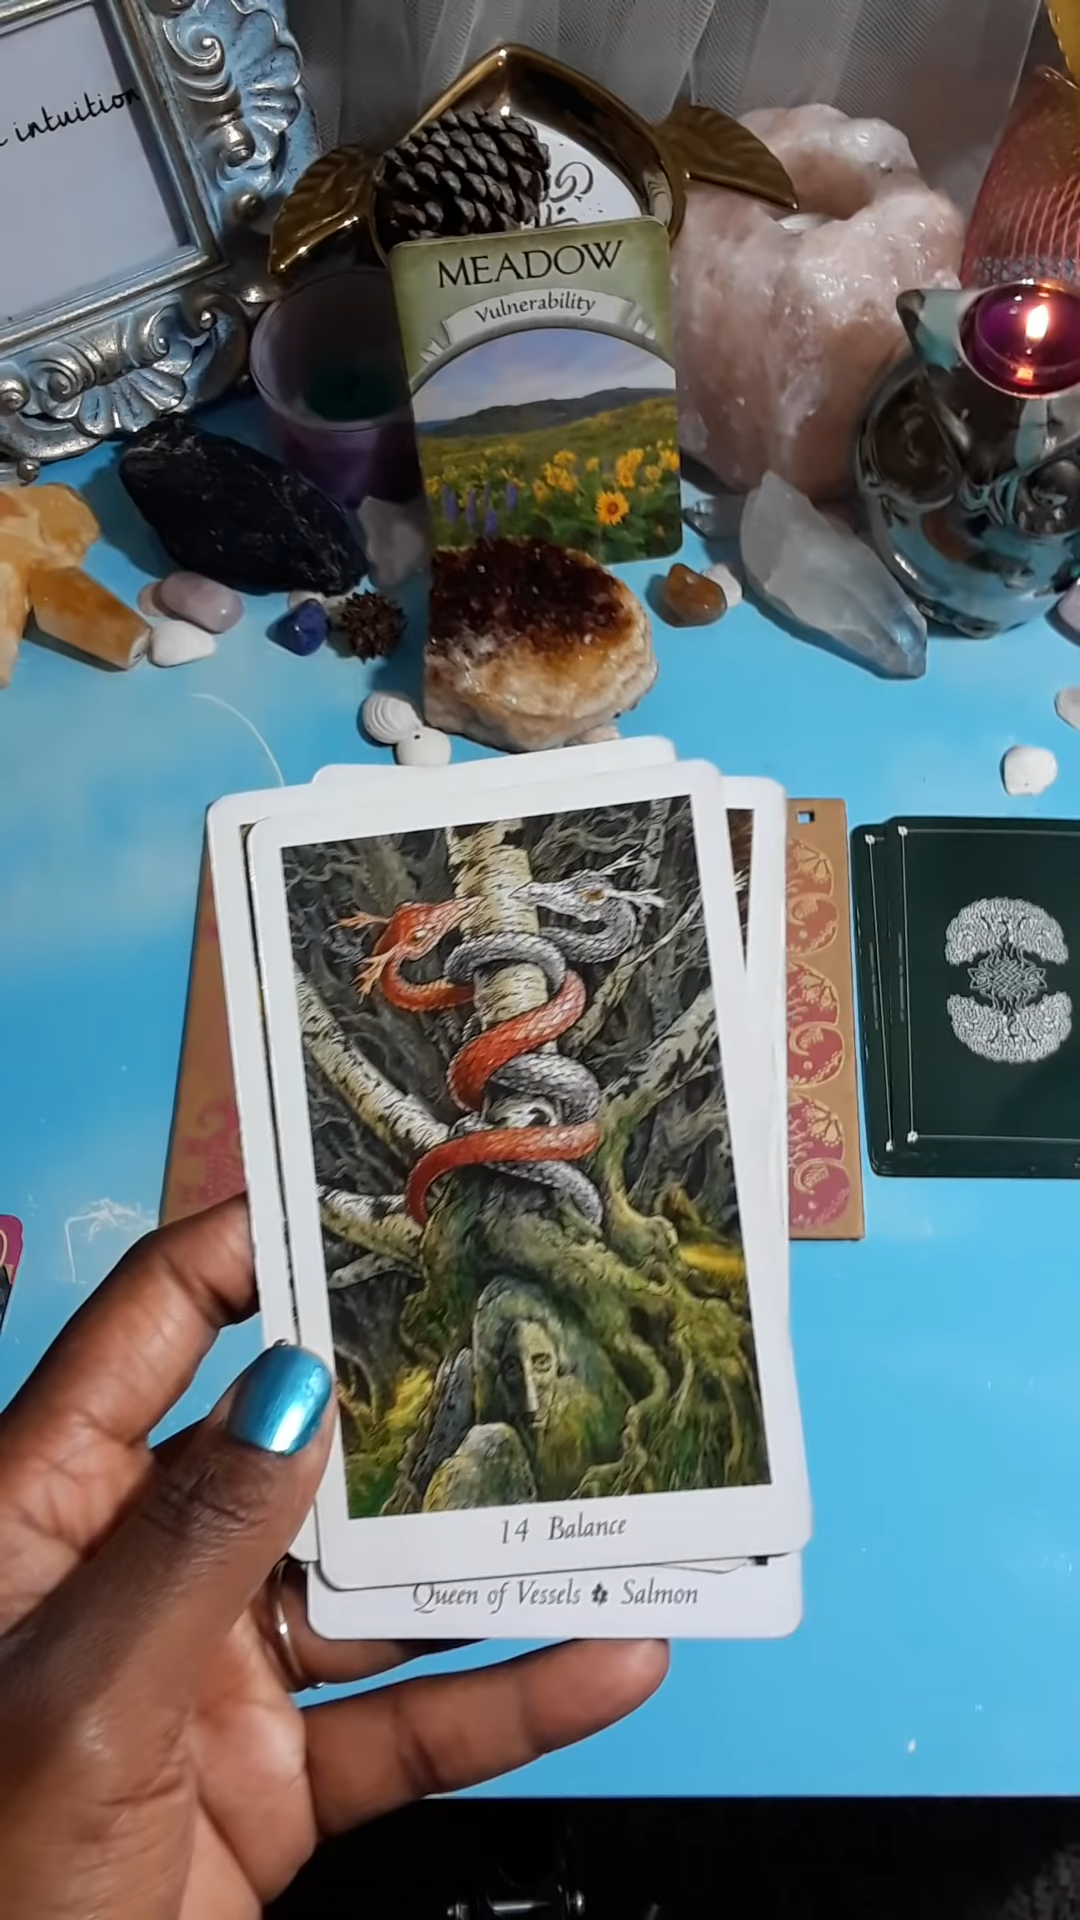 intuition
MEADOW
Vulnerability
14 Balance
Queen of Vessels Salmon